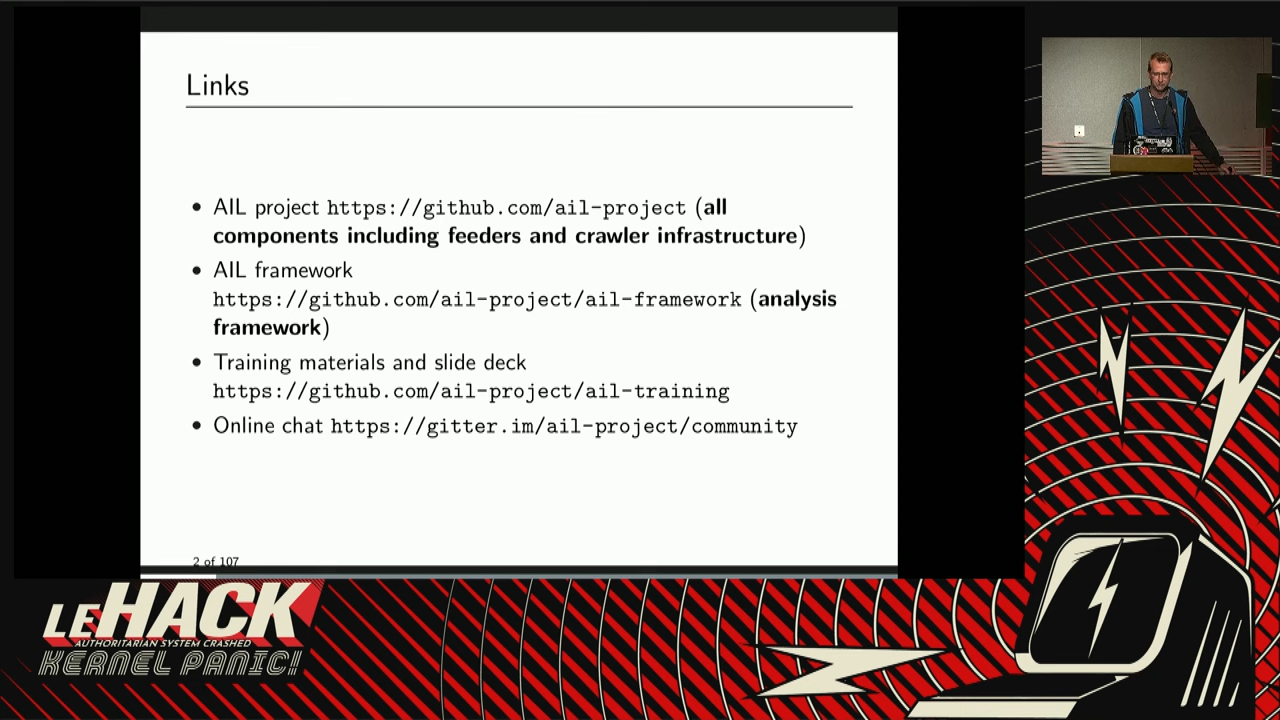 Links
• AIL project https://github.com/ail-project (all
components including feeders and crawler infrastructure)
• AIL framework
https://github.com/ail-project/ail-framework (analysis
framework)
• Training materials and slide deck
https://github.com/ail-project/ail-training
• Online chat https://gitter.im/ail-project/community
2 of 107
LEHACK
AUTHORITARIAN SYSTEM CRASHED
KERNEL PANIC!